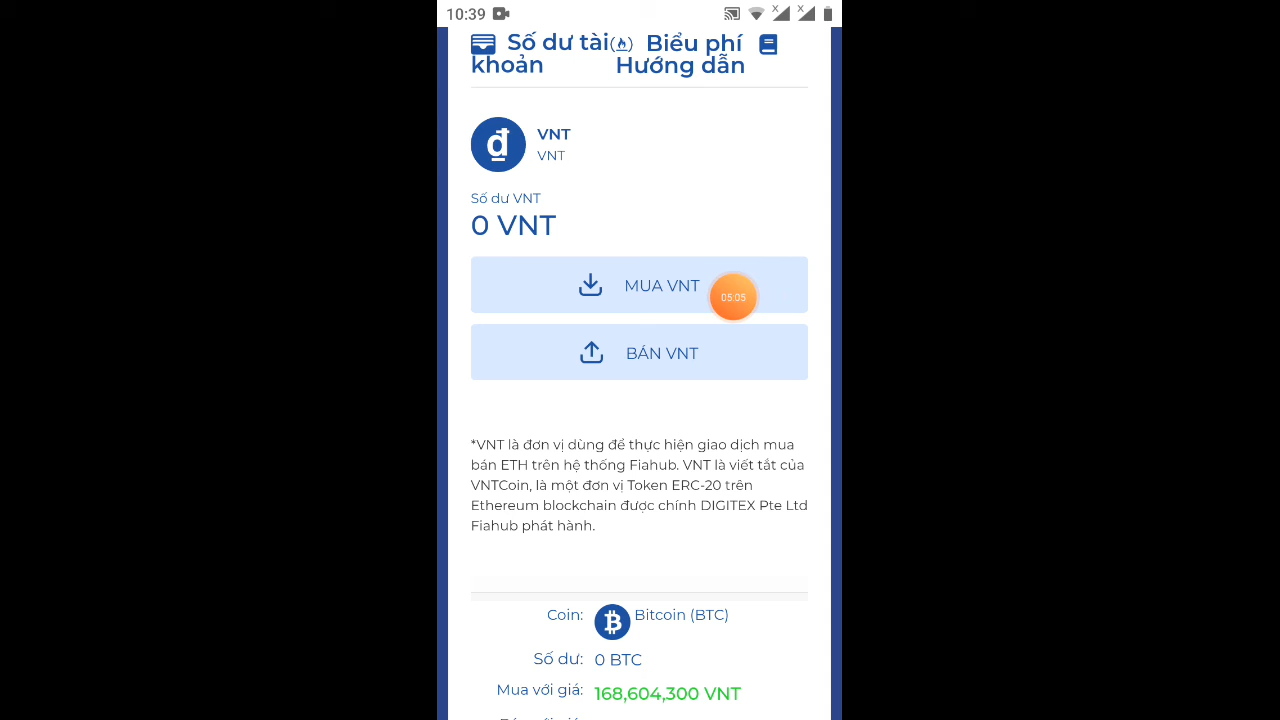 10:39
Số dư tài khoản
Biểu phí
Hướng dẫn
đ
VNT
VNT
Số dư VNT
0 VNT
MUA VNT
05:05
BÁN VNT
*VNT là đơn vị dùng để thực hiện giao dịch mua
bán ETH trên hệ thống Fiahub. VNT là viết tắt của
VNTCoin, là một đơn vị Token ERC-20 trên
Ethereum blockchain được chính DIGITEX Pte Ltd
Fiahub phát hành.
Coin: Bitcoin (BTC)
Số dư: 0 BTC
Mua với giá: 168,604,300 VNT